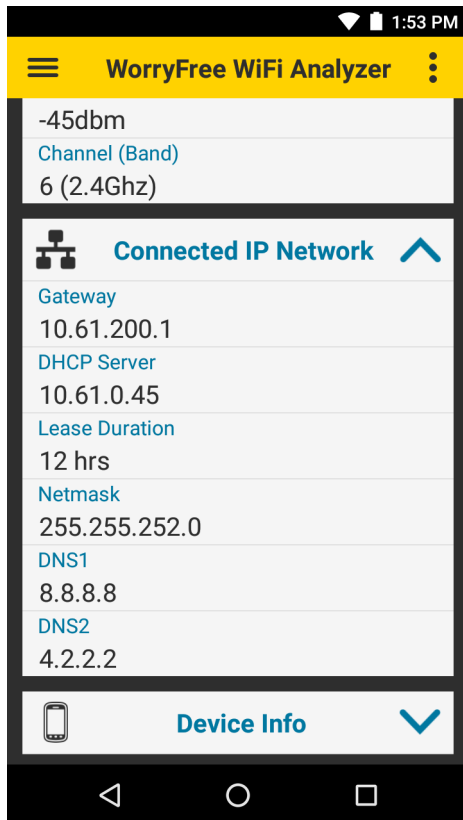 1:53 PM
WorryFree WiFi Analyzer
-45dbm
Channel (Band)
6 (2.4Ghz)
Connected IP Network
Gateway
10.61.200.1
DHCP Server
10.61.0.45
Lease Duration
12 hrs
Netmask
255.255.252.0
DNS1
8.8.8.8
DNS2
4.2.2.2
Device Info